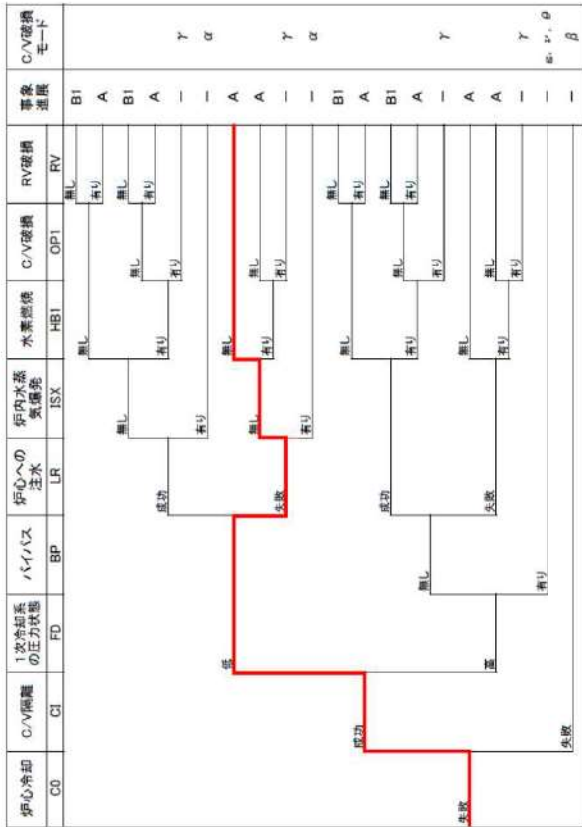 炉心冷却
C/V隔離
1次冷却系
の圧力状態
バイパス
炉心への
注水
炉内水蒸
気爆発
水素燃焼
C/V破損
RV破損
事象
進展
C/V破損
モード
C0
CI
FD
BP
LR
ISX
HB1
OP1
RV
無し
B1
有り
A
無し
無し
無し
B1
有り
A
有り
有り
-
γ
無し
有り
-
α
成功
無し
A
無し
無し
A
有り
有り
-
γ
失敗
有り
-
α
低
無し
B1
無し
有り
A
無し
無し
B1
有り
有り
A
有り
-
γ
成功
無し
A
無し
A
有り
有り
-
γ
失敗
無し
有り
-
高
成功
失敗
-
β
失敗